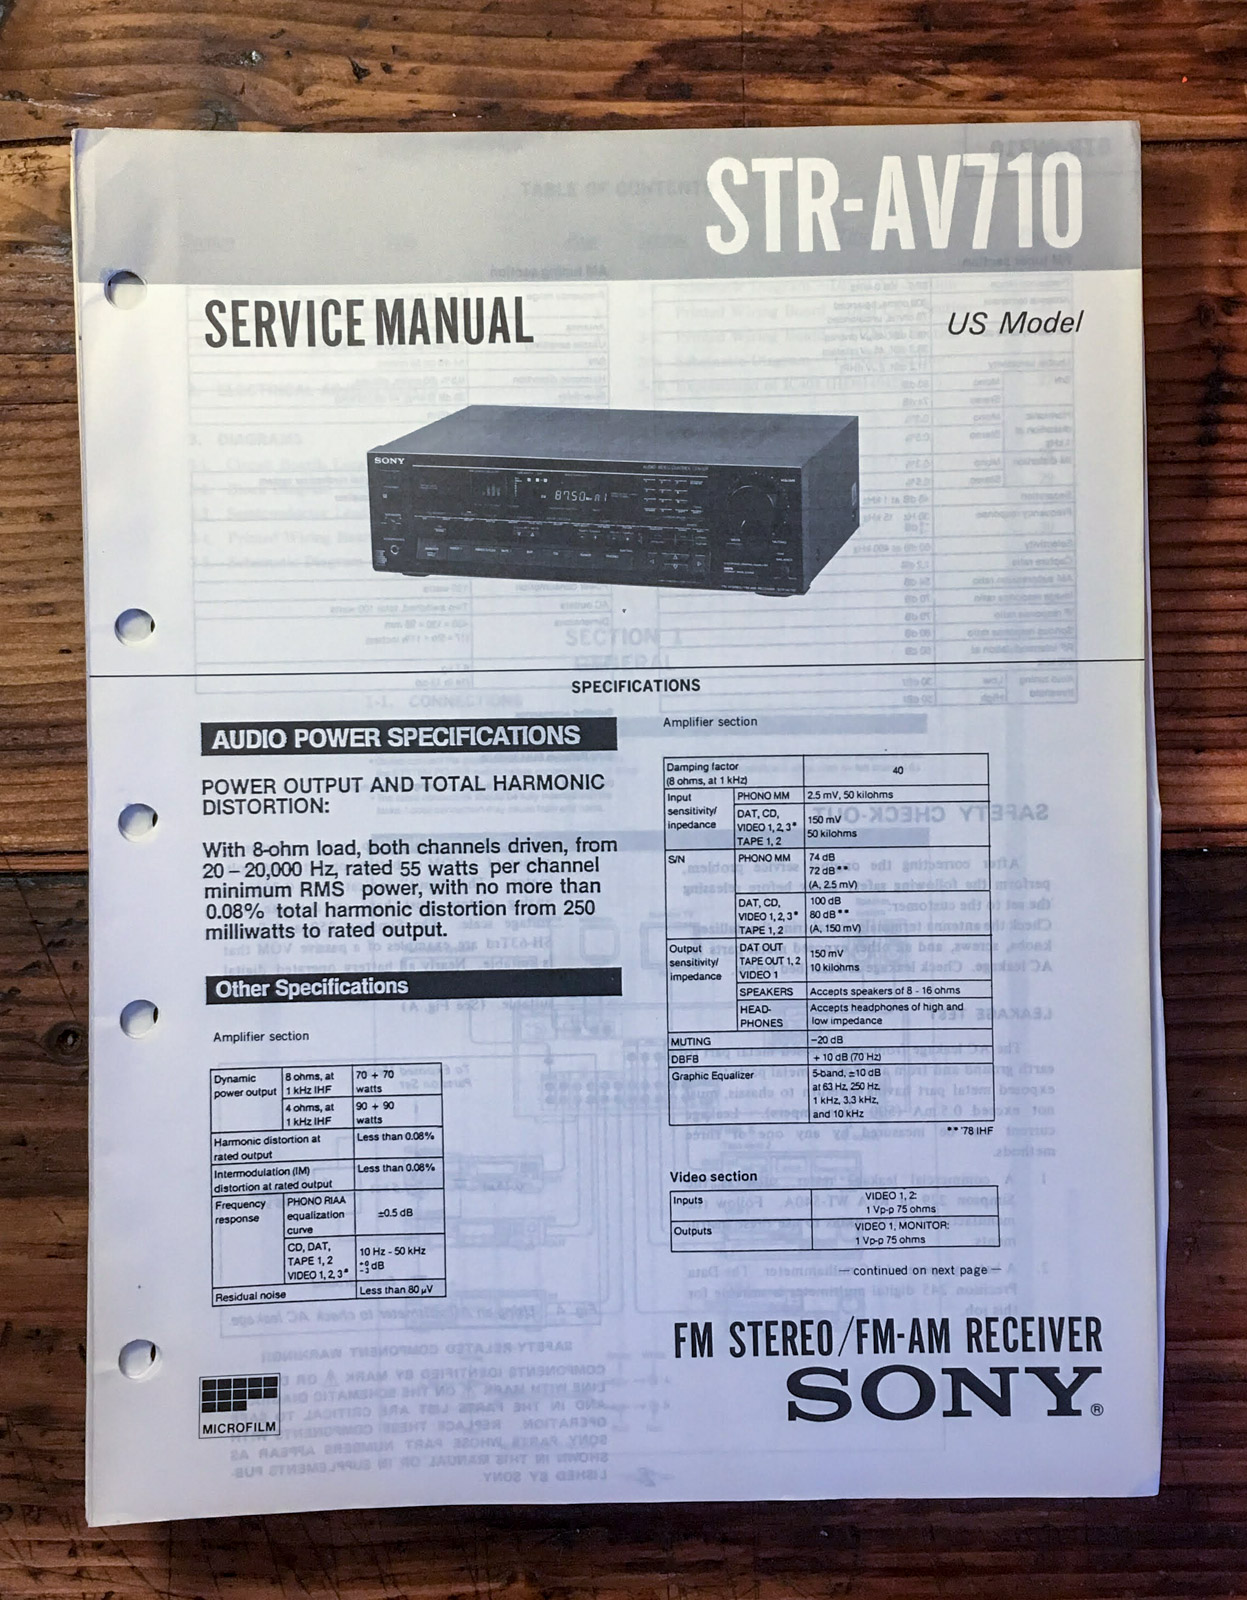 STR-AV710
SERVICE MANUAL
US Model
SONY
SPECIFICATIONS
AUDIO POWER SPECIFICATIONS
POWER OUTPUT AND TOTAL HARMONIC
DISTORTION:
With 8-ohm load, both channels driven, from
20 – 20,000 Hz, rated 55 watts per channel
minimum RMS power, with no more than
0.08% total harmonic distortion from 250
milliwatts to rated output.
Other Specifications
Amplifier section
Dynamic
power output
8 ohms, at
1 kHz IHF
70 + 70
watts
4 ohms, at
1 kHz IHF
90 + 90
watts
Harmonic distortion at
rated output
Less than 0.08%
Intermodulation (IM)
distortion at rated output
Less than 0.08%
Frequency
response
PHONO RIAA
equalization
curve
±0.5 dB
CD, DAT,
TAPE 1, 2
VIDEO 1, 2, 3*
10 Hz - 50 kHz
+0
-3 dB
Residual noise
Less than 80 µV
Amplifier section
Damping factor
(8 ohms, at 1 kHz)
40
Input
sensitivity/
inpedance
PHONO MM
2.5 mV, 50 kilohms
DAT, CD,
VIDEO 1, 2, 3*
TAPE 1, 2
150 mV
50 kilohms
S/N
PHONO MM
74 dB
72 dB**
(A, 2.5 mV)
DAT, CD,
VIDEO 1, 2, 3*
TAPE 1, 2
100 dB
80 dB**
(A, 150 mV)
Output
sensitivity/
impedance
DAT OUT
TAPE OUT 1, 2
VIDEO 1
150 mV
10 kilohms
SPEAKERS
Accepts speakers of 8 - 16 ohms
HEAD-
PHONES
Accepts headphones of high and
low impedance
MUTING
–20 dB
DBFB
+ 10 dB (70 Hz)
Graphic Equalizer
5-band, ±10 dB
at 63 Hz, 250 Hz,
1 kHz, 3.3 kHz,
and 10 kHz
** '78 IHF
Video section
Inputs
VIDEO 1, 2:
1 Vp-p 75 ohms
Outputs
VIDEO 1, MONITOR:
1 Vp-p 75 ohms
— continued on next page —
FM STEREO/FM-AM RECEIVER
SONY®
MICROFILM